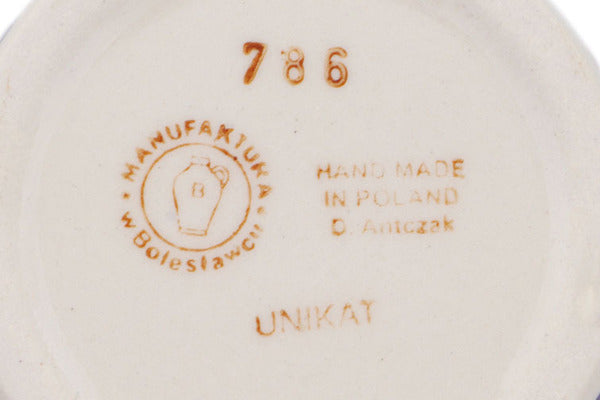 786
MANUFAKTURA
w Bolesławcu
B
HAND MADE
IN POLAND
D. Antczak
UNIKAT